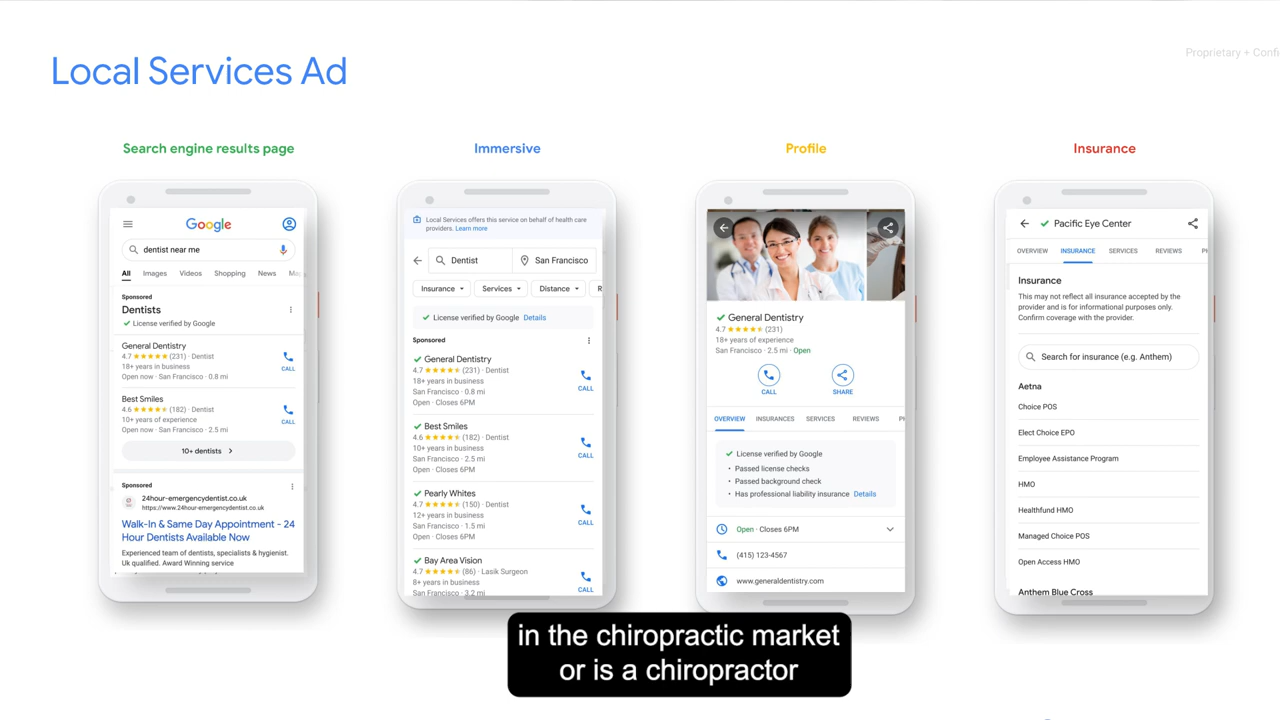 Local Services Ad
Proprietary + Confi
Search engine results page
Google
dentist near me
All Images Videos Shopping News Ma
Sponsored
Dentists
License verified by Google
General Dentistry
4.7 (231) · Dentist
18+ years in business
Open now · San Francisco · 0.8 mi
CALL
Best Smiles
4.6 (182) · Dentist
10+ years of experience
Open now · San Francisco · 2.5 mi
CALL
10+ dentists
Sponsored
24hour-emergencydentist.co.uk
https://www.24hour-emergencydentist.co.uk
Walk-In & Same Day Appointment - 24
Hour Dentists Available Now
Experienced team of dentists, specialists & hygienist.
Uk qualified. Award Winning service
Immersive
Local Services offers this service on behalf of health care
providers. Learn more
Dentist San Francisco
Insurance Services Distance R
License verified by Google Details
Sponsored
General Dentistry
4.7 (231) · Dentist
18+ years in business
San Francisco · 0.8 mi
Open · Closes 6PM
CALL
Best Smiles
4.6 (182) · Dentist
10+ years in business
San Francisco · 2.5 mi
Open · Closes 6PM
CALL
Pearly Whites
4.7 (150) · Dentist
12+ years in business
San Francisco · 1.5 mi
Open · Closes 6PM
CALL
Bay Area Vision
4.7 (86) · Lasik Surgeon
8+ years in business
San Francisco · 3.2 mi
CALL
Profile
General Dentistry
4.7 (231)
18+ years of experience
San Francisco · 2.5 mi · Open
CALL SHARE
OVERVIEW INSURANCES SERVICES REVIEWS P
License verified by Google
• Passed license checks
• Passed background check
• Has professional liability insurance Details
Open · Closes 6PM
(415) 123-4567
www.generaldentistry.com
Insurance
Pacific Eye Center
OVERVIEW INSURANCE SERVICES REVIEWS P
Insurance
This may not reflect all insurance accepted by the
provider and is for informational purposes only.
Confirm coverage with the provider.
Search for insurance (e.g. Anthem)
Aetna
Choice POS
Elect Choice EPO
Employee Assistance Program
HMO
Healthfund HMO
Managed Choice POS
Open Access HMO
Anthem Blue Cross
in the chiropractic market
or is a chiropractor